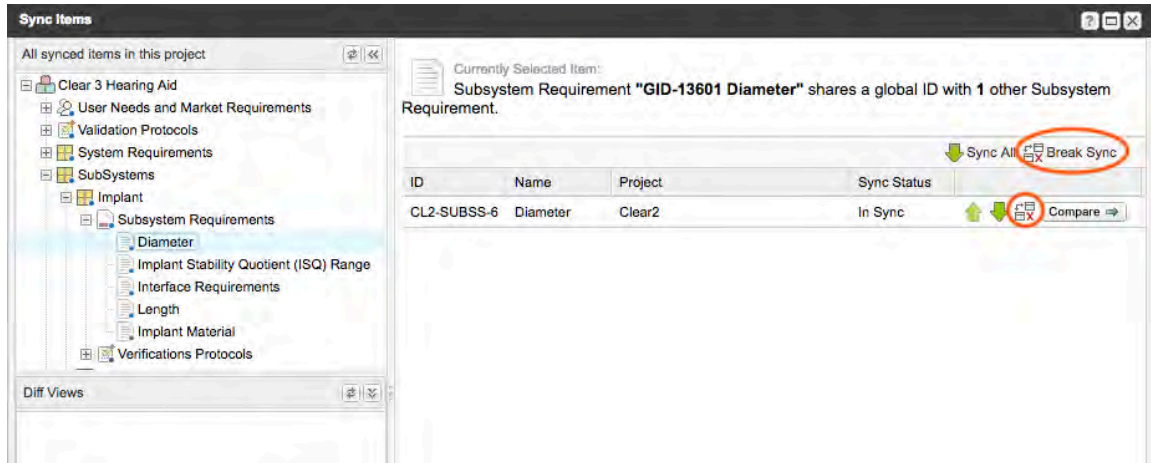 Sync Items
All synced items in this project
Clear 3 Hearing Aid
User Needs and Market Requirements
Validation Protocols
System Requirements
SubSystems
Implant
Subsystem Requirements
Diameter
Implant Stability Quotient (ISQ) Range
Interface Requirements
Length
Implant Material
Verifications Protocols
Diff Views
Currently Selected Item:
Subsystem Requirement "GID-13601 Diameter" shares a global ID with 1 other Subsystem
Requirement.
Sync All Break Sync
ID Name Project Sync Status
CL2-SUBSS-6 Diameter Clear2 In Sync Compare